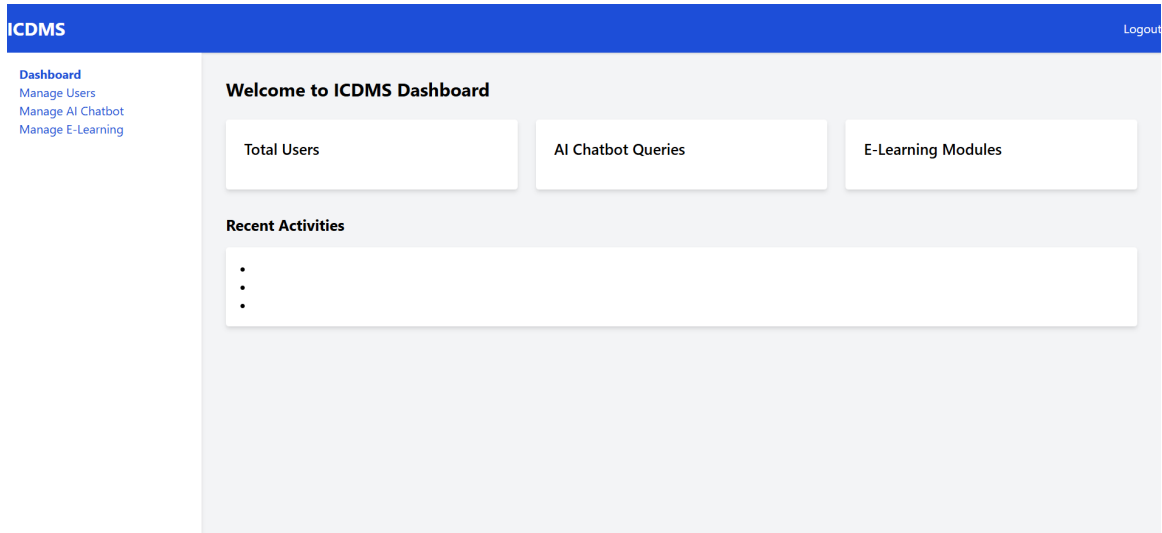 ICDMS
Logout
Dashboard
Manage Users
Manage AI Chatbot
Manage E-Learning
Welcome to ICDMS Dashboard
Total Users
AI Chatbot Queries
E-Learning Modules
Recent Activities